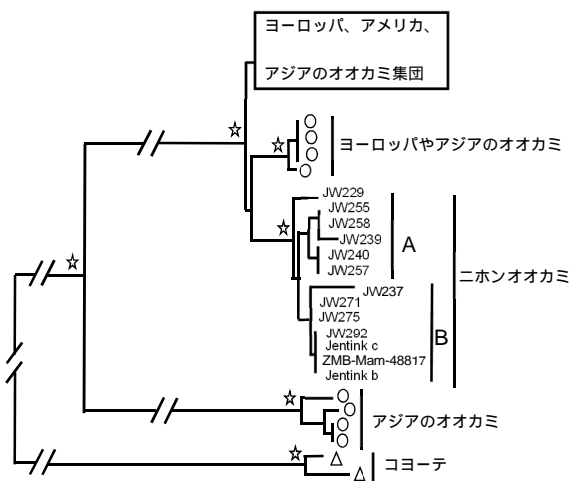 ヨーロッパ、アメリカ、
アジアのオオカミ集団
ヨーロッパやアジアのオオカミ
JW229
JW255
JW258
JW239
JW240
JW257
A
ニホンオオカミ
JW237
JW271
JW275
JW292
Jentink c
ZMB-Mam-48817
Jentink b
B
アジアのオオカミ
コヨーテ